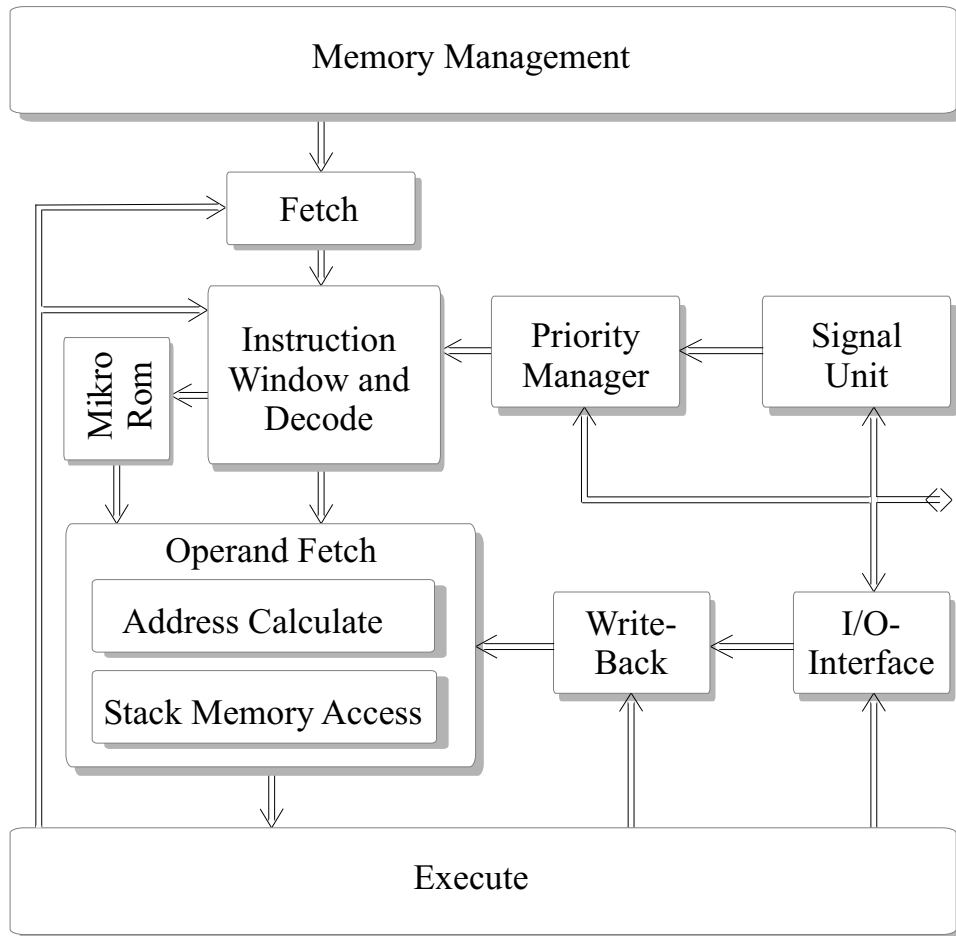 Memory Management
Fetch
Instruction
Window and
Decode
Priority
Manager
Signal
Unit
Mikro
Rom
Operand Fetch
Address Calculate
Stack Memory Access
Write-
Back
I/O-
Interface
Execute